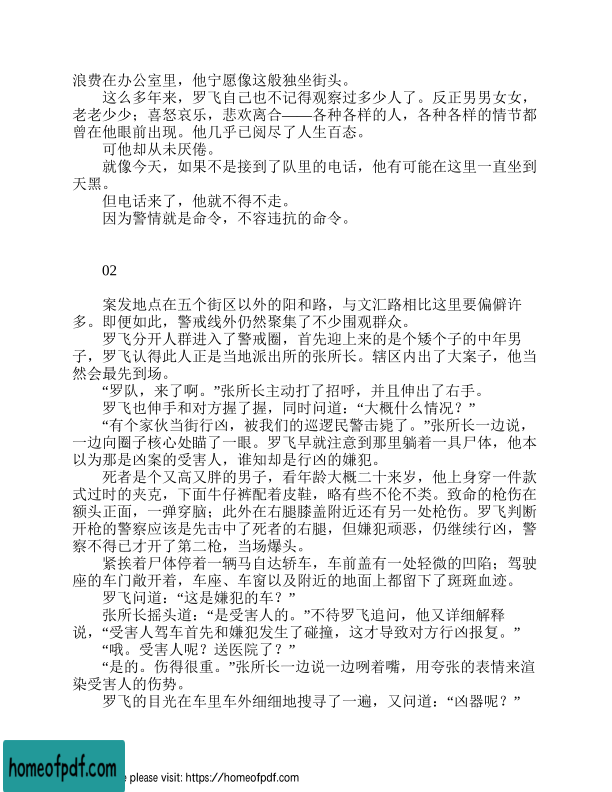 浪费在办公室里，他宁愿像这般独坐街头。
这么多年来，罗飞自己也不记得观察过多少人了。反正男男女女，
老老少少；喜怒哀乐，悲欢离合——各种各样的人，各种各样的情节都
曾在他眼前出现。他几乎已阅尽了人生百态。
可他却从未厌倦。
就像今天，如果不是接到了队里的电话，他有可能在这里一直坐到
天黑。
但电话来了，他就不得不走。
因为警情就是命令，不容违抗的命令。
02
案发地点在五个街区以外的阳和路，与文汇路相比这里要偏僻许
多。即便如此，警戒线外仍然聚集了不少围观群众。
罗飞分开人群进入了警戒圈，首先迎上来的是个矮个子的中年男
子，罗飞认得此人正是当地派出所的张所长。辖区内出了大案子，他当
然会最先到场。
“罗队，来了啊。”张所长主动打了招呼，并且伸出了右手。
罗飞也伸手和对方握了握，同时问道：“大概什么情况？”
“有个家伙当街行凶，被我们的巡逻民警击毙了。”张所长一边说，
一边向圈子核心处瞄了一眼。罗飞早就注意到那里躺着一具尸体，他本
以为那是凶案的受害人，谁知却是行凶的嫌犯。
死者是个又高又胖的男子，看年龄大概二十来岁，他上身穿一件款
式过时的夹克，下面牛仔裤配着皮鞋，略有些不伦不类。致命的枪伤在
额头正面，一弹穿脑；此外在右腿膝盖附近还有另一处枪伤。罗飞判断
开枪的警察应该是先击中了死者的右腿，但嫌犯顽恶，仍继续行凶，警
察不得已才开了第二枪，当场爆头。
紧挨着尸体停着一辆马自达轿车，车前盖有一处轻微的凹陷；驾驶
座的车门敞开着，车座、车窗以及附近的地面上都留下了斑斑血迹。
罗飞问道：“这是嫌犯的车？”
张所长摇头道：“是受害人的。”不待罗飞追问，他又详细解释
说，“受害人驾车首先和嫌犯发生了碰撞，这才导致对方行凶报复。”
“哦。受害人呢？送医院了？”
“是的。伤得很重。”张所长一边说一边咧着嘴，用夸张的表情来渲
染受害人的伤势。
罗飞的目光在车里车外细细地搜寻了一遍，又问道：“凶器呢？”
homeofpdf.com
please visit: https://homeofpdf.com